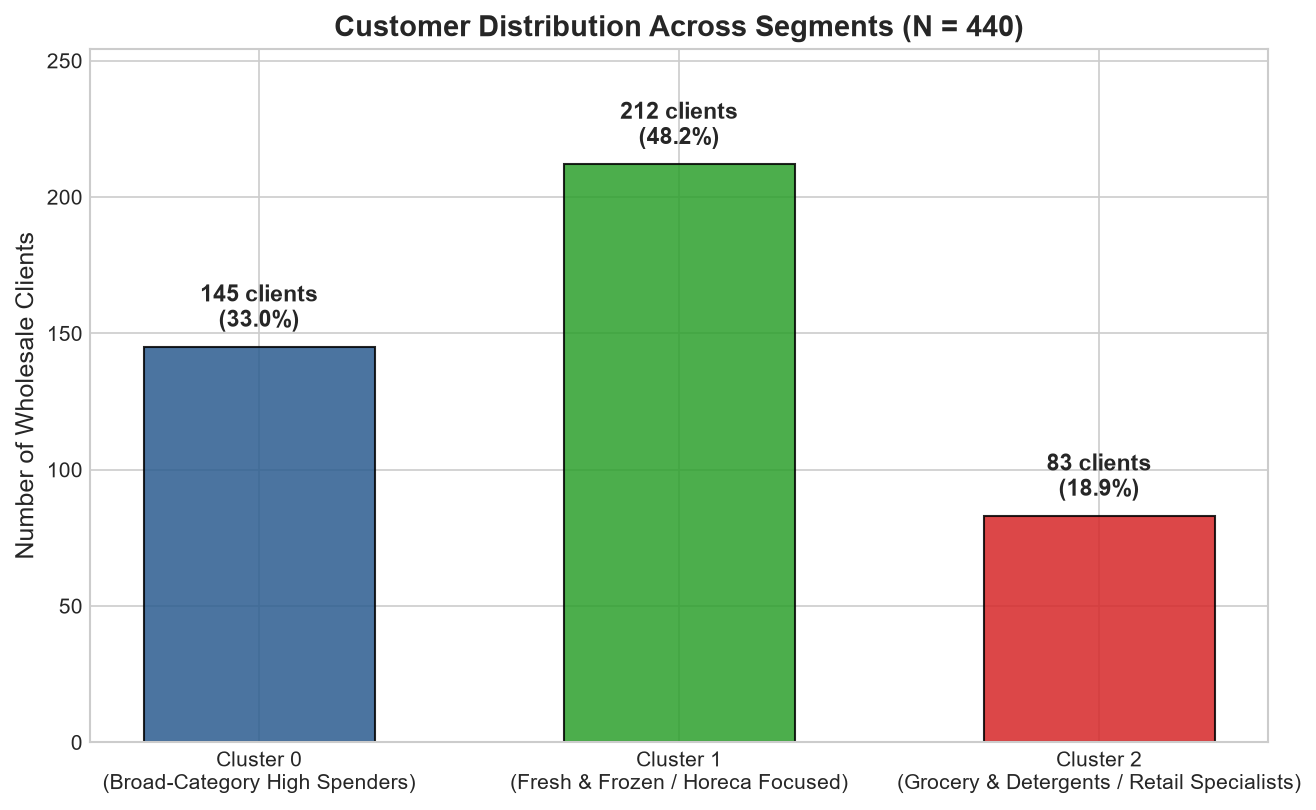 Customer Distribution Across Segments (N = 440)
Number of Wholesale Clients
250
200
150
100
50
0
145 clients
(33.0%)
212 clients
(48.2%)
83 clients
(18.9%)
Cluster 0
(Broad-Category High Spenders)
Cluster 1
(Fresh & Frozen / Horeca Focused)
Cluster 2
(Grocery & Detergents / Retail Specialists)